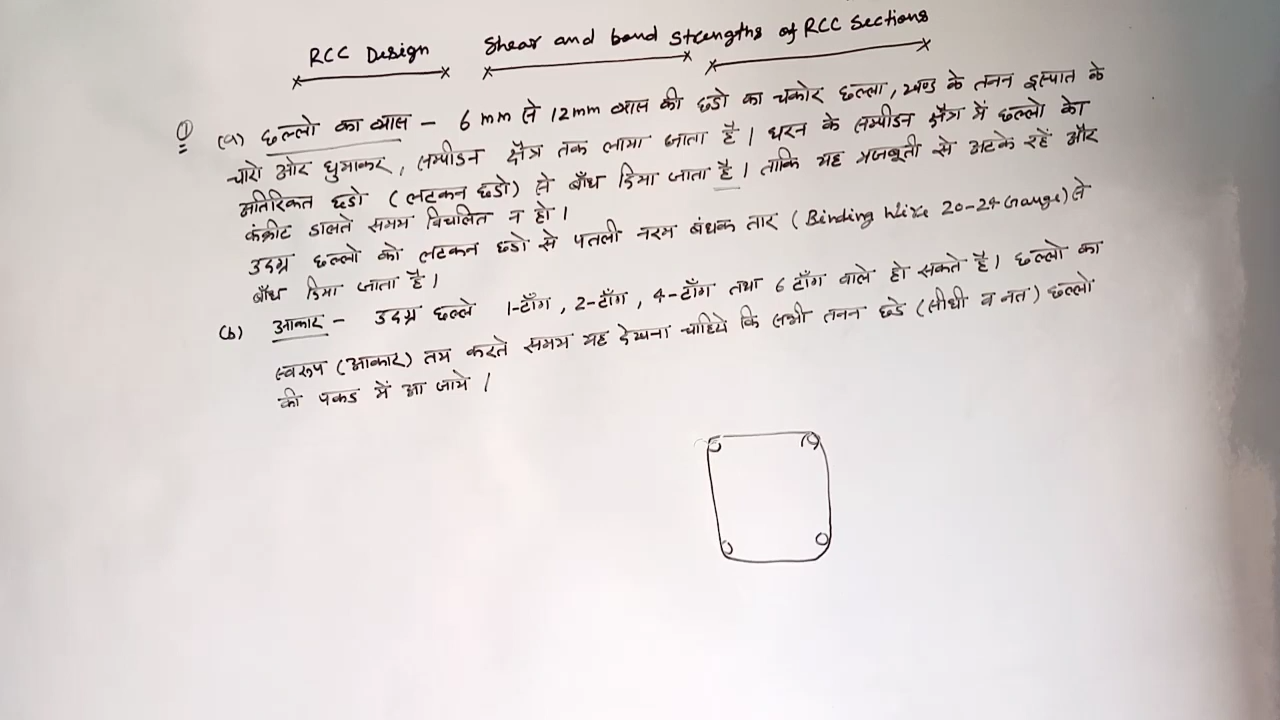 RCC Design Shear and bond strengths of RCC Sections
① (a) छल्लो का व्यास - 6 mm से 12mm व्यास की छडो का चकोर छल्ला, खण्ड के तनन इस्पात के
चारो ओर घुमाकर, सम्पीडन क्षैत्र तक लाया जाता है। धरन के सम्पीडन क्षैत्र में छल्लो को
अतिरिक्त छडो (लटकन छडो) से बाँध दिया जाता है। ताकि यह मजबूती से अटके रहें और
कंक्रीट डालते समय विचलित न हो।
उदग्र छल्लो को लटकन छडो से पतली नरम बंधक तार (Binding Wire 20-24 Gauge) से
बाँध दिया जाता है।
(b) आकार - उदग्र छल्ले 1-टाँग, 2-टाँग, 4-टाँग तथा 6 टाँग वाले हो सकते है। छल्लो का
स्वरूप (आकार) तय करते समय यह देखना चाहिये कि सभी तनन छडे (सीधी व नत) छल्लो
की पकड में आ जाये।